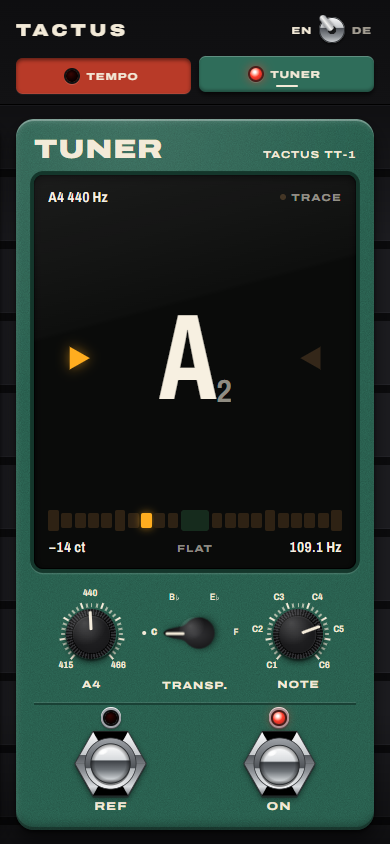 TACTUS
EN DE
TEMPO TUNER
TUNER TACTUS TT-1
A4 440 Hz TRACE
A2
−14 ct FLAT 109.1 Hz
440
415 466
A4
B♭ E♭
C F
TRANSP.
C3 C4
C2 C5
C1 C6
NOTE
REF ON